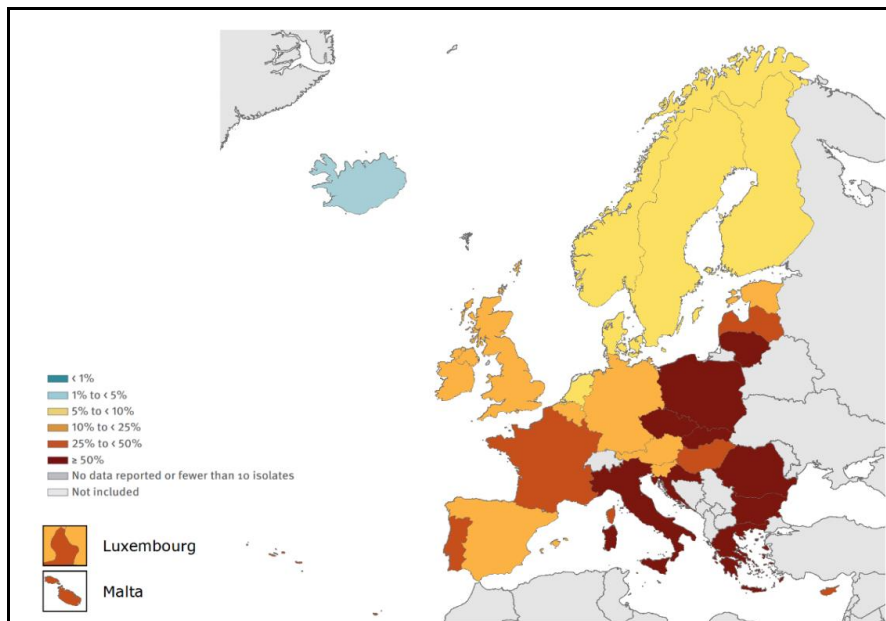 < 1%
1% to < 5%
5% to < 10%
10% to < 25%
25% to < 50%
≥ 50%
No data reported or fewer than 10 isolates
Not included
Luxembourg
Malta